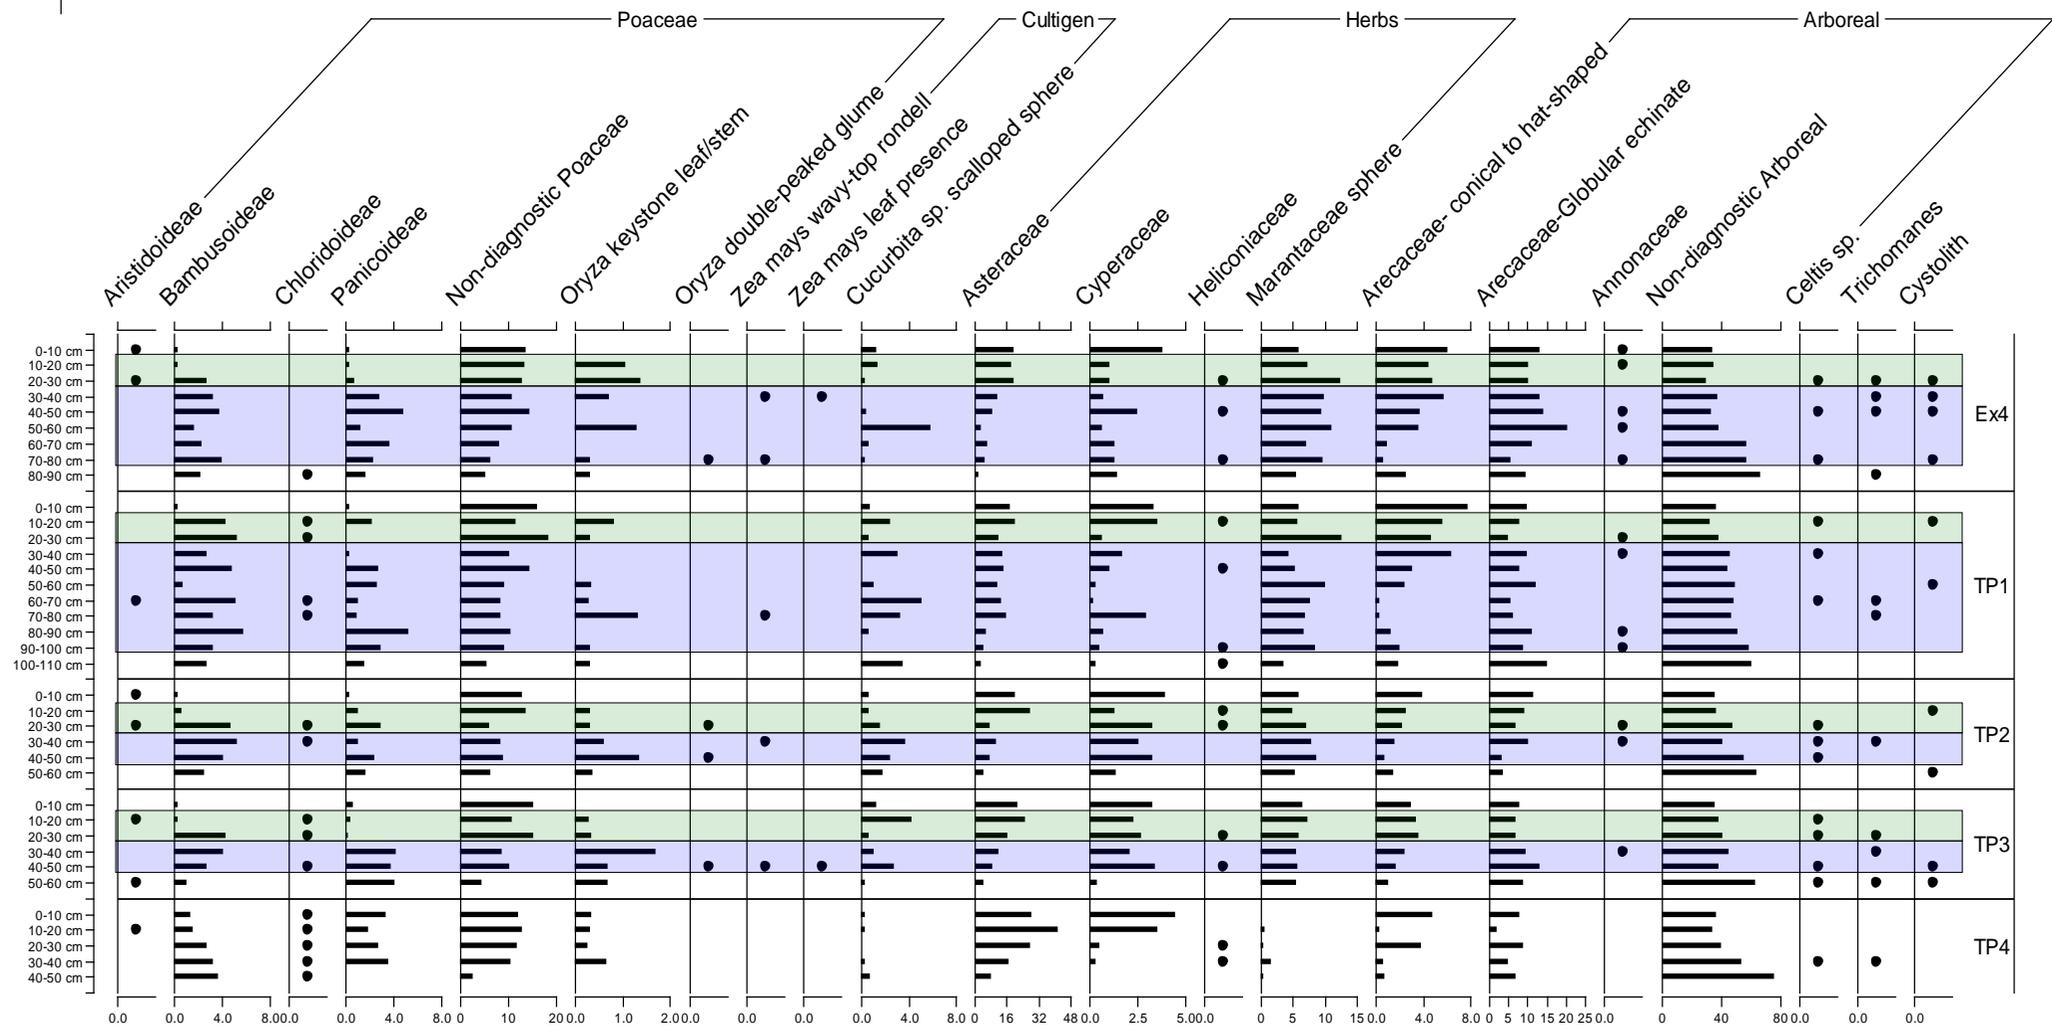 Poaceae Cultigen Herbs Arboreal
Aristidoideae
Bambusoideae
Chloridoideae
Panicoideae
Non-diagnostic Poaceae
Oryza keystone leaf/stem
Oryza double-peaked glume
Zea mays wavy-top rondell
Zea mays leaf presence
Cucurbita sp. scalloped sphere
Asteraceae
Cyperaceae
Heliconiaceae
Marantaceae sphere
Arecaceae- conical to hat-shaped
Arecaceae-Globular echinate
Annonaceae
Non-diagnostic Arboreal
Celtis sp.
Trichomanes
Cystolith
0-10 cm
10-20 cm
20-30 cm
30-40 cm
40-50 cm
50-60 cm
60-70 cm
70-80 cm
80-90 cm
Ex4
0-10 cm
10-20 cm
20-30 cm
30-40 cm
40-50 cm
50-60 cm
60-70 cm
70-80 cm
80-90 cm
90-100 cm
100-110 cm
TP1
0-10 cm
10-20 cm
20-30 cm
30-40 cm
40-50 cm
50-60 cm
TP2
0-10 cm
10-20 cm
20-30 cm
30-40 cm
40-50 cm
50-60 cm
TP3
0-10 cm
10-20 cm
20-30 cm
30-40 cm
40-50 cm
TP4
0.0 0.0 4.0 8.0 0.0 0.0 4.0 8.0 0 10 20 0.0 1.0 2.0 0.0 0.0 0.0 0.0 4.0 8.0 0 16 32 48 0.0 2.5 5.0 0.0 0 5 10 15 0.0 4.0 8.0 0 5 10 15 20 25 0.0 0 40 80 0.0 0.0 0.0